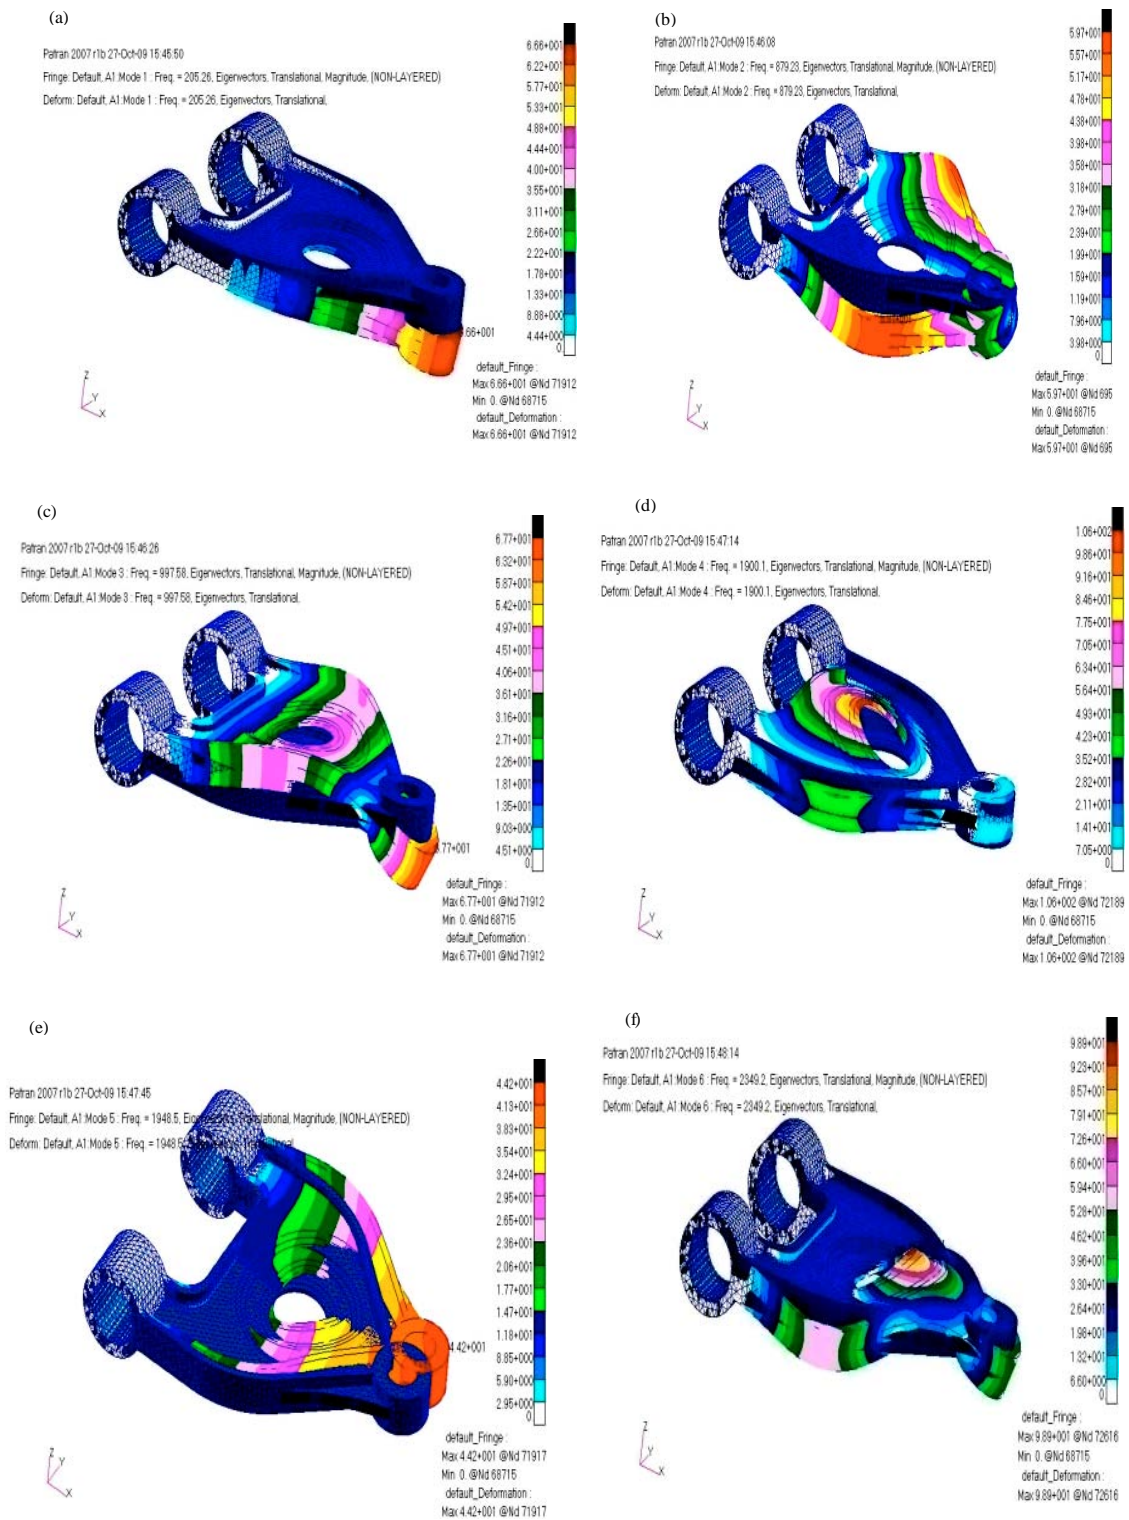 (a)
Patran 2007 r1b 27-Oct-09 15:45:50
Fringe: Default, A1:Mode 1 : Freq. = 205.26, Eigenvectors, Translational, Magnitude, (NON-LAYERED)
Deform: Default, A1:Mode 1 : Freq. = 205.26, Eigenvectors, Translational,
6.66+001
6.22+001
5.77+001
5.33+001
4.88+001
4.44+001
4.00+001
3.55+001
3.11+001
2.66+001
2.22+001
1.78+001
1.33+001
8.88+000
4.44+000
0
.66+001
Z
Y
X
default_Fringe :
Max 6.66+001 @Nd 71912
Min 0. @Nd 68715
default_Deformation :
Max 6.66+001 @Nd 71912
(b)
Patran 2007 r1b 27-Oct-09 15:46:08
Fringe: Default, A1:Mode 2 : Freq. = 879.23, Eigenvectors, Translational, Magnitude, (NON-LAYERED)
Deform: Default, A1:Mode 2 : Freq. = 879.23, Eigenvectors, Translational,
5.97+001
5.57+001
5.17+001
4.78+001
4.38+001
3.98+001
3.58+001
3.18+001
2.79+001
2.39+001
1.99+001
1.59+001
1.19+001
7.96+000
3.98+000
0
Z
Y
X
default_Fringe :
Max 5.97+001 @Nd 695
Min 0. @Nd 68715
default_Deformation :
Max 5.97+001 @Nd 695
(c)
Patran 2007 r1b 27-Oct-09 15:46:26
Fringe: Default, A1:Mode 3 : Freq. = 997.58, Eigenvectors, Translational, Magnitude, (NON-LAYERED)
Deform: Default, A1:Mode 3 : Freq. = 997.58, Eigenvectors, Translational,
6.77+001
6.32+001
5.87+001
5.42+001
4.97+001
4.51+001
4.06+001
3.61+001
3.16+001
2.71+001
2.26+001
1.81+001
1.35+001
9.03+000
4.51+000
0
.77+001
Z
Y
X
default_Fringe :
Max 6.77+001 @Nd 71912
Min 0. @Nd 68715
default_Deformation :
Max 6.77+001 @Nd 71912
(d)
Patran 2007 r1b 27-Oct-09 15:47:14
Fringe: Default, A1:Mode 4 : Freq. = 1900.1, Eigenvectors, Translational, Magnitude, (NON-LAYERED)
Deform: Default, A1:Mode 4 : Freq. = 1900.1, Eigenvectors, Translational,
1.06+002
9.86+001
9.16+001
8.46+001
7.75+001
7.05+001
6.34+001
5.64+001
4.93+001
4.23+001
3.52+001
2.82+001
2.11+001
1.41+001
7.05+000
0
Z
Y
X
default_Fringe :
Max 1.06+002 @Nd 72189
Min 0. @Nd 68715
default_Deformation :
Max 1.06+002 @Nd 72189
(e)
Patran 2007 r1b 27-Oct-09 15:47:45
Fringe: Default, A1:Mode 5 : Freq. = 1948.5, Translational, Magnitude, (NON-LAYERED)
Deform: Default, A1:Mode 5 : Freq. = 1948.5
4.42+001
4.13+001
3.83+001
3.54+001
3.24+001
2.95+001
2.65+001
2.36+001
2.06+001
1.77+001
1.47+001
1.18+001
8.85+000
5.90+000
2.95+000
0
4.42+001
Z
Y
X
default_Fringe :
Max 4.42+001 @Nd 71917
Min 0. @Nd 68715
default_Deformation :
Max 4.42+001 @Nd 71917
(f)
Patran 2007 r1b 27-Oct-09 15:48:14
Fringe: Default, A1:Mode 6 : Freq. = 2349.2, Eigenvectors, Translational, Magnitude, (NON-LAYERED)
Deform: Default, A1:Mode 6 : Freq. = 2349.2, Eigenvectors, Translational,
9.89+001
9.23+001
8.57+001
7.91+001
7.26+001
6.60+001
5.94+001
5.28+001
4.62+001
3.96+001
3.30+001
2.64+001
1.98+001
1.32+001
6.60+000
0
Z
Y
X
default_Fringe :
Max 9.89+001 @Nd 72616
Min 0. @Nd 68715
default_Deformation :
Max 9.89+001 @Nd 72616